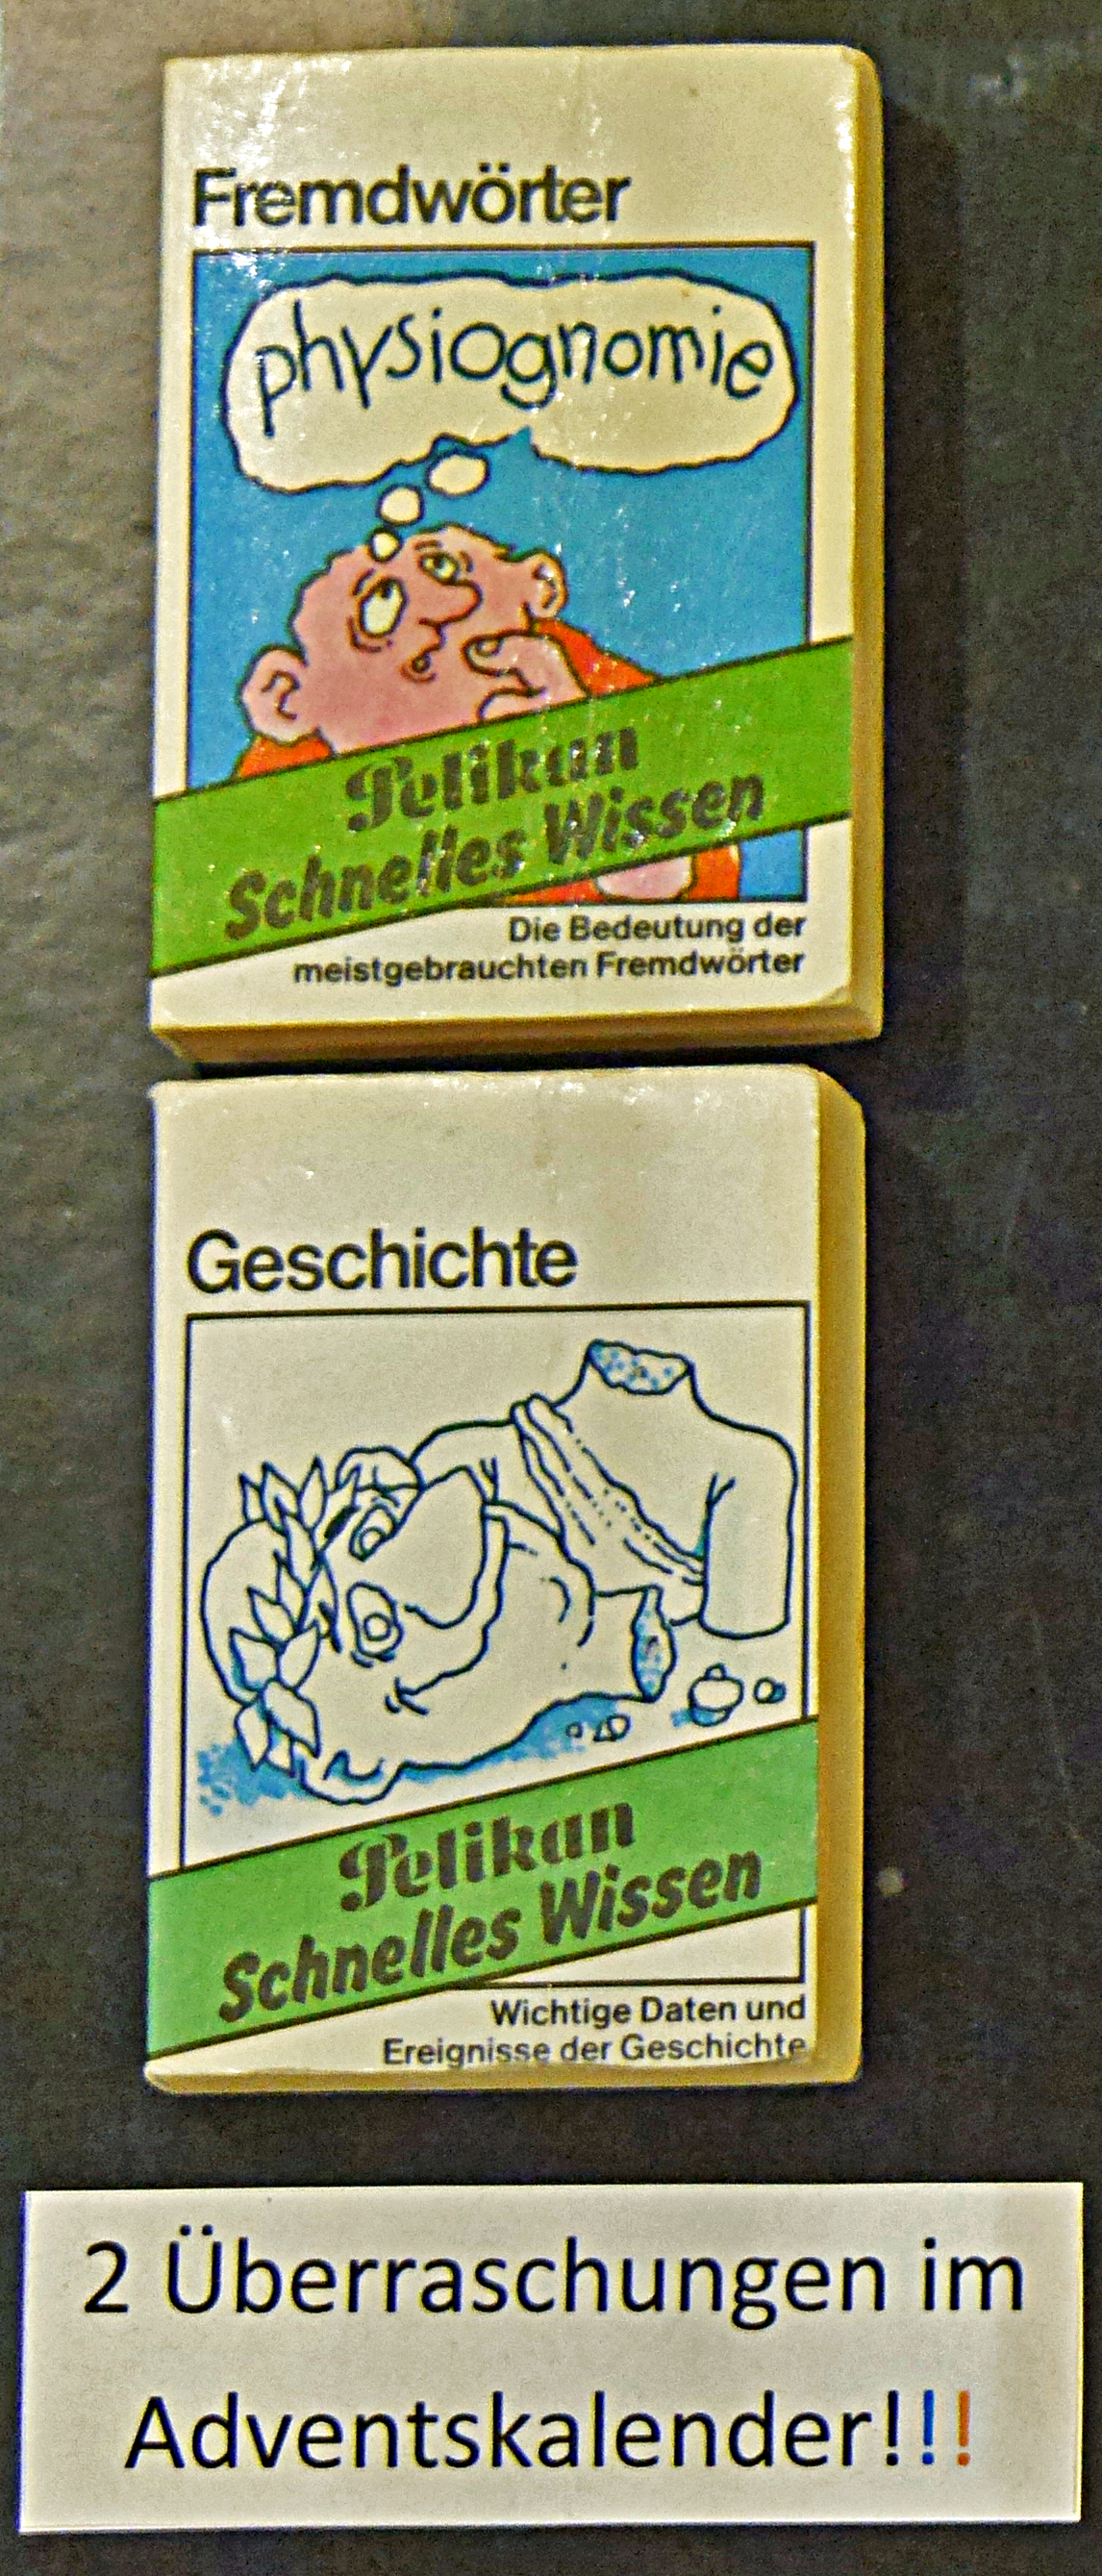 Fremdwörter
physiognomie
Pelikan
Schnelles Wissen
Die Bedeutung der
meistgebrauchten Fremdwörter
Geschichte
Pelikan
Schnelles Wissen
Wichtige Daten und
Ereignisse der Geschichte
2 Überraschungen im
Adventskalender!!!